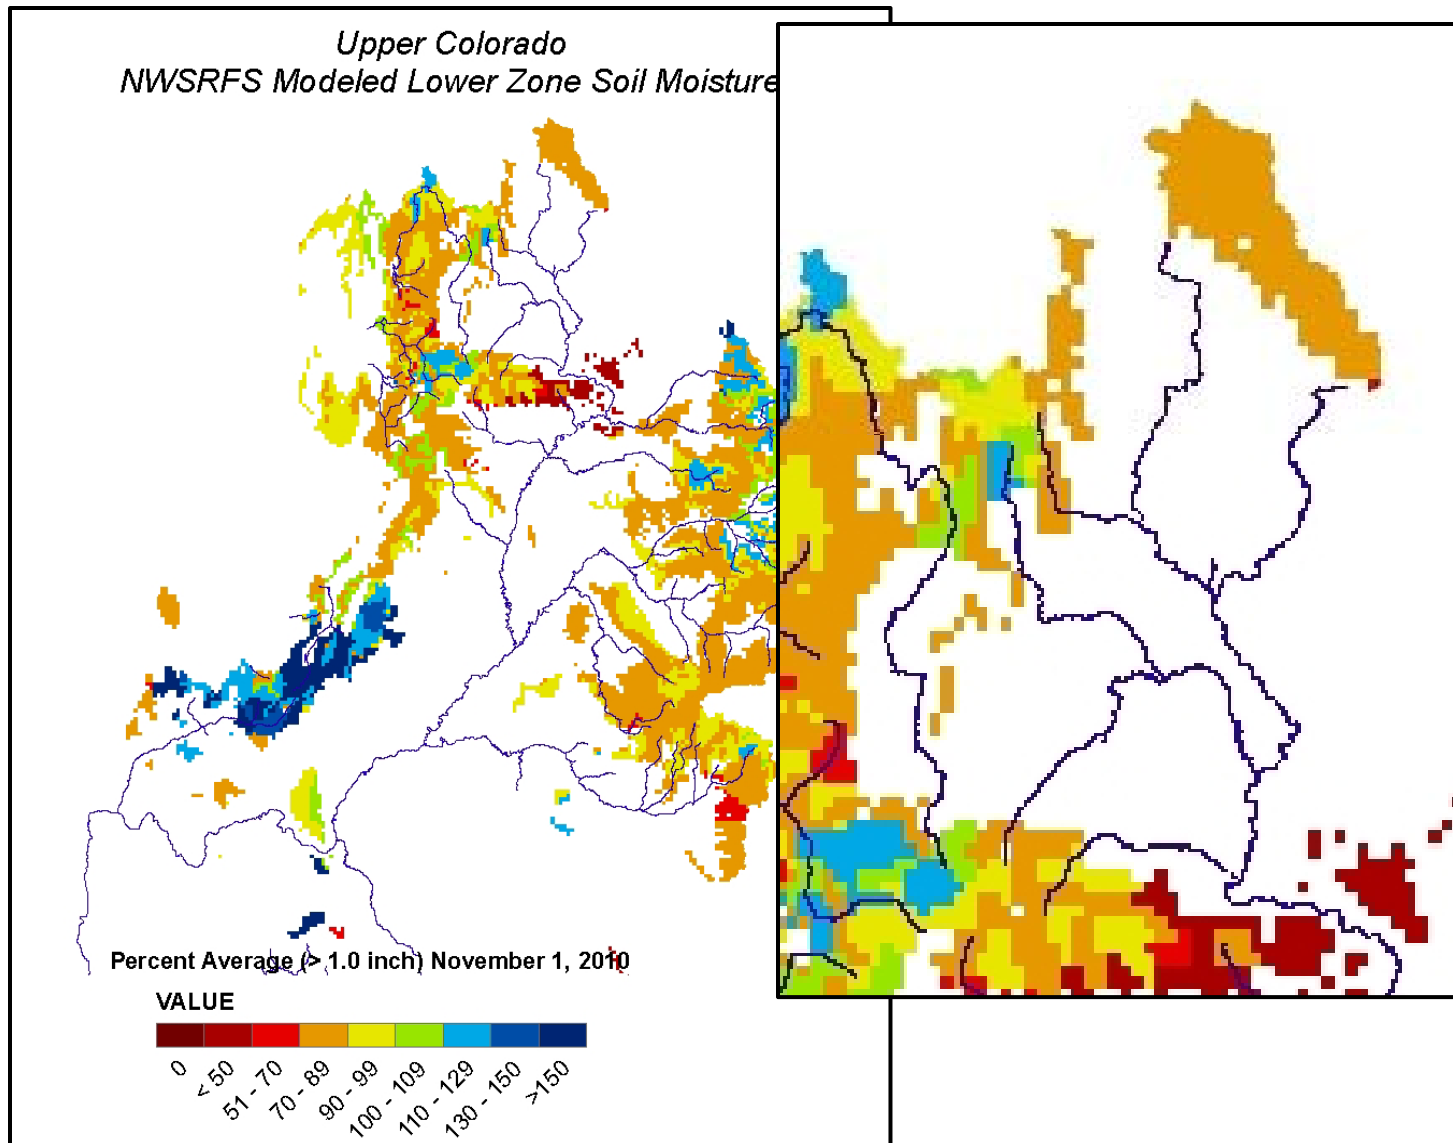 Upper Colorado
NWSRFS Modeled Lower Zone Soil Moisture
Percent Average (> 1.0 inch) November 1, 2010
VALUE
0
< 50
51 - 70
70 - 89
90 - 99
100 - 109
110 - 129
130 - 150
>150